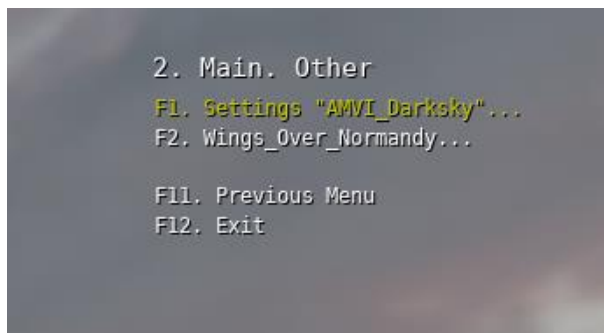 2. Main. Other
F1. Settings "AMVI_Darksky"...
F2. Wings_Over_Normandy...
F11. Previous Menu
F12. Exit